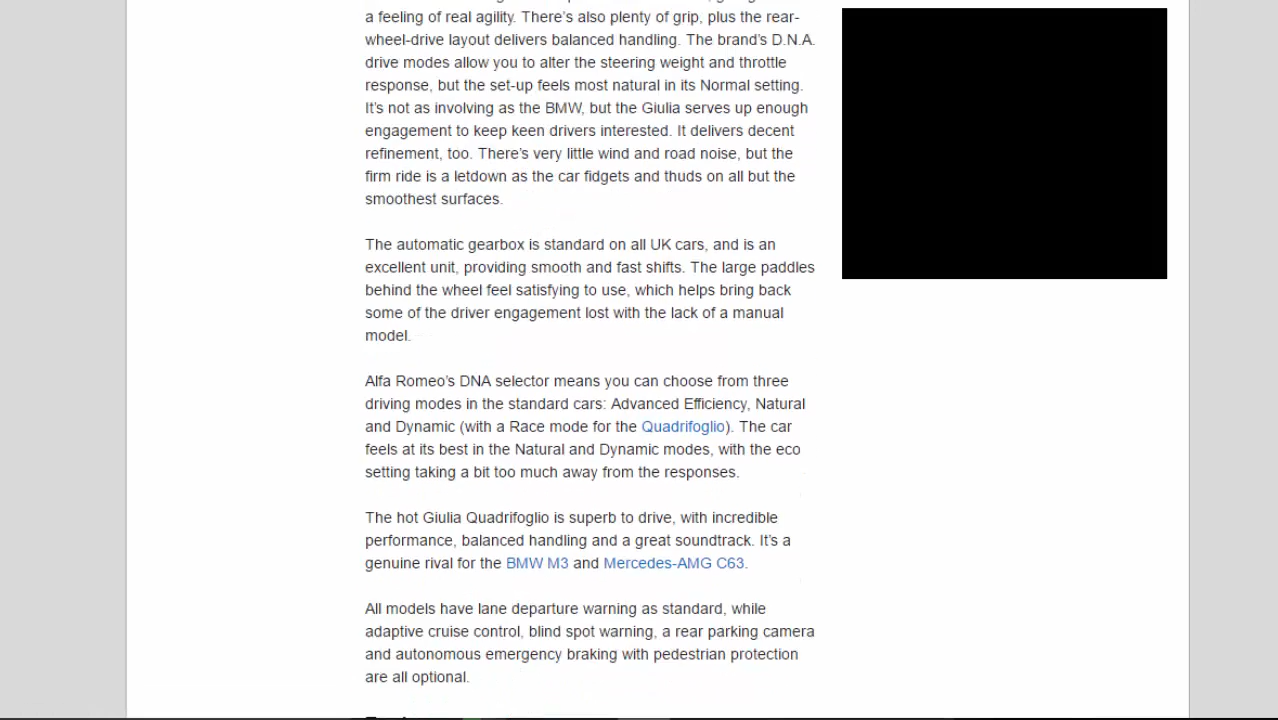 a feeling of real agility. There’s also plenty of grip, plus the rear-
wheel-drive layout delivers balanced handling. The brand’s D.N.A.
drive modes allow you to alter the steering weight and throttle
response, but the set-up feels most natural in its Normal setting.
It’s not as involving as the BMW, but the Giulia serves up enough
engagement to keep keen drivers interested. It delivers decent
refinement, too. There’s very little wind and road noise, but the
firm ride is a letdown as the car fidgets and thuds on all but the
smoothest surfaces.
The automatic gearbox is standard on all UK cars, and is an
excellent unit, providing smooth and fast shifts. The large paddles
behind the wheel feel satisfying to use, which helps bring back
some of the driver engagement lost with the lack of a manual
model.
Alfa Romeo’s DNA selector means you can choose from three
driving modes in the standard cars: Advanced Efficiency, Natural
and Dynamic (with a Race mode for the Quadrifoglio). The car
feels at its best in the Natural and Dynamic modes, with the eco
setting taking a bit too much away from the responses.
The hot Giulia Quadrifoglio is superb to drive, with incredible
performance, balanced handling and a great soundtrack. It’s a
genuine rival for the BMW M3 and Mercedes-AMG C63.
All models have lane departure warning as standard, while
adaptive cruise control, blind spot warning, a rear parking camera
and autonomous emergency braking with pedestrian protection
are all optional.